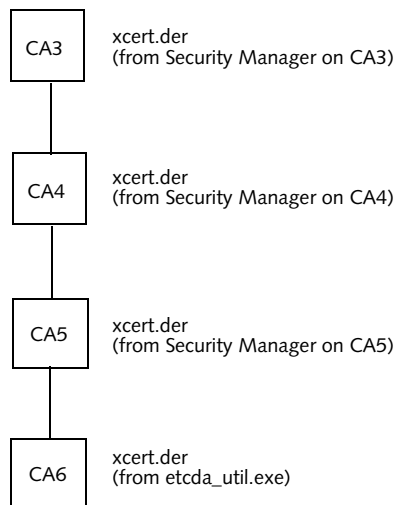 CA3
xcert.der
(from Security Manager on CA3)
CA4
xcert.der
(from Security Manager on CA4)
CA5
xcert.der
(from Security Manager on CA5)
CA6
xcert.der
(from etcda_util.exe)